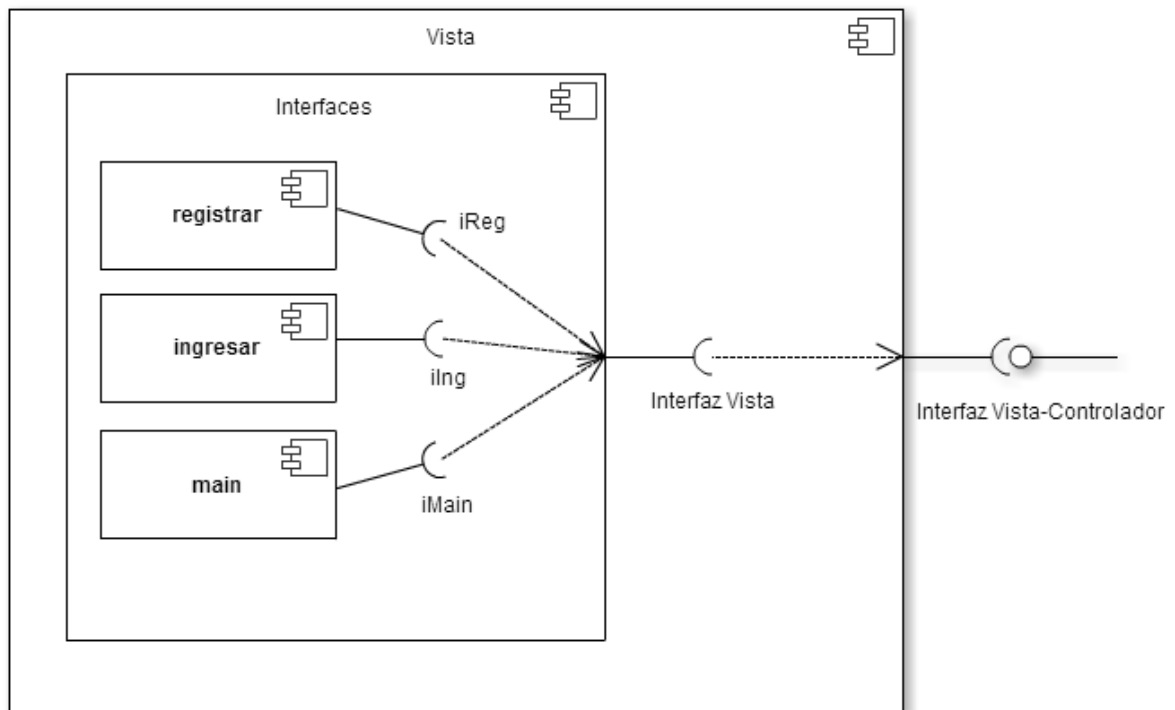 Vista
Interfaces
registrar
iReg
ingresar
iIng
Interfaz Vista
Interfaz Vista-Controlador
main
iMain